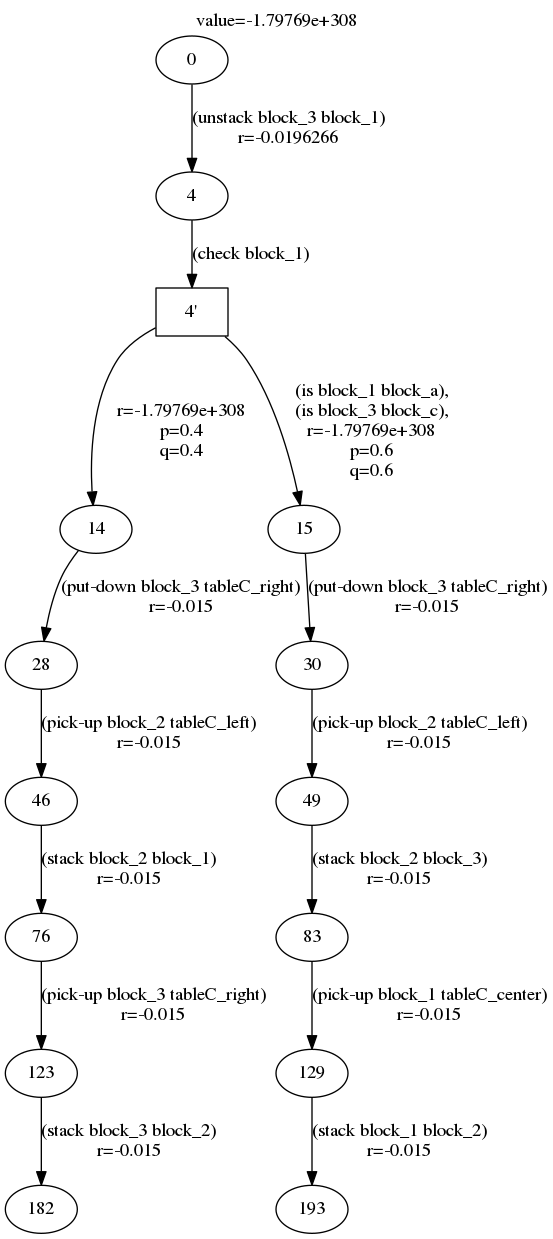 value=-1.79769e+308
0
(unstack block_3 block_1)
r=-0.0196266
4
(check block_1)
4'
r=-1.79769e+308
p=0.4
q=0.4
(is block_1 block_a),
(is block_3 block_c),
r=-1.79769e+308
p=0.6
q=0.6
14
15
(put-down block_3 tableC_right)
r=-0.015
(put-down block_3 tableC_right)
r=-0.015
28
30
(pick-up block_2 tableC_left)
r=-0.015
(pick-up block_2 tableC_left)
r=-0.015
46
49
(stack block_2 block_1)
r=-0.015
(stack block_2 block_3)
r=-0.015
76
83
(pick-up block_3 tableC_right)
r=-0.015
(pick-up block_1 tableC_center)
r=-0.015
123
129
(stack block_3 block_2)
r=-0.015
(stack block_1 block_2)
r=-0.015
182
193